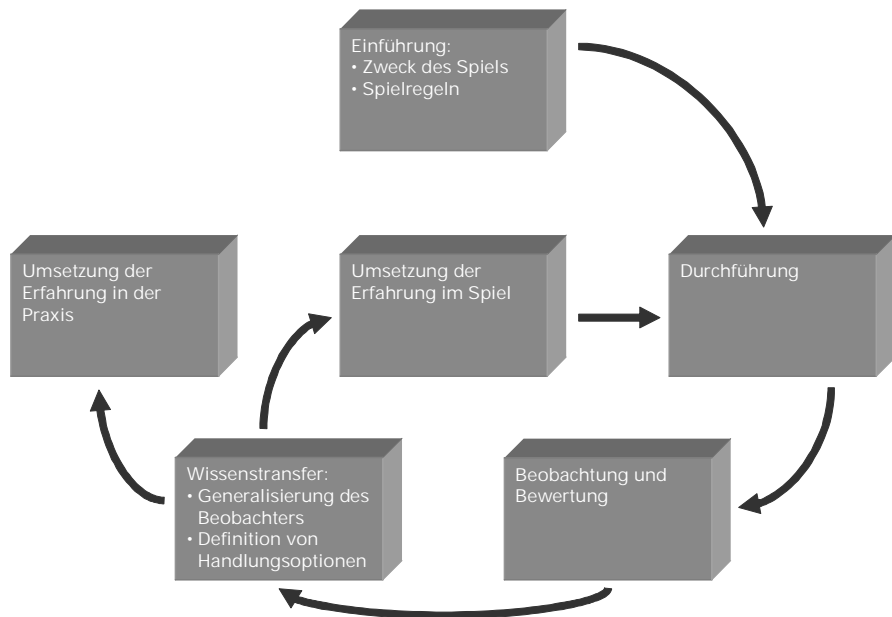 Einführung:
• Zweck des Spiels
• Spielregeln
Umsetzung der
Erfahrung in der
Praxis
Umsetzung der
Erfahrung im Spiel
Durchführung
Wissenstransfer:
• Generalisierung des
Beobachters
• Definition von
Handlungsoptionen
Beobachtung und
Bewertung